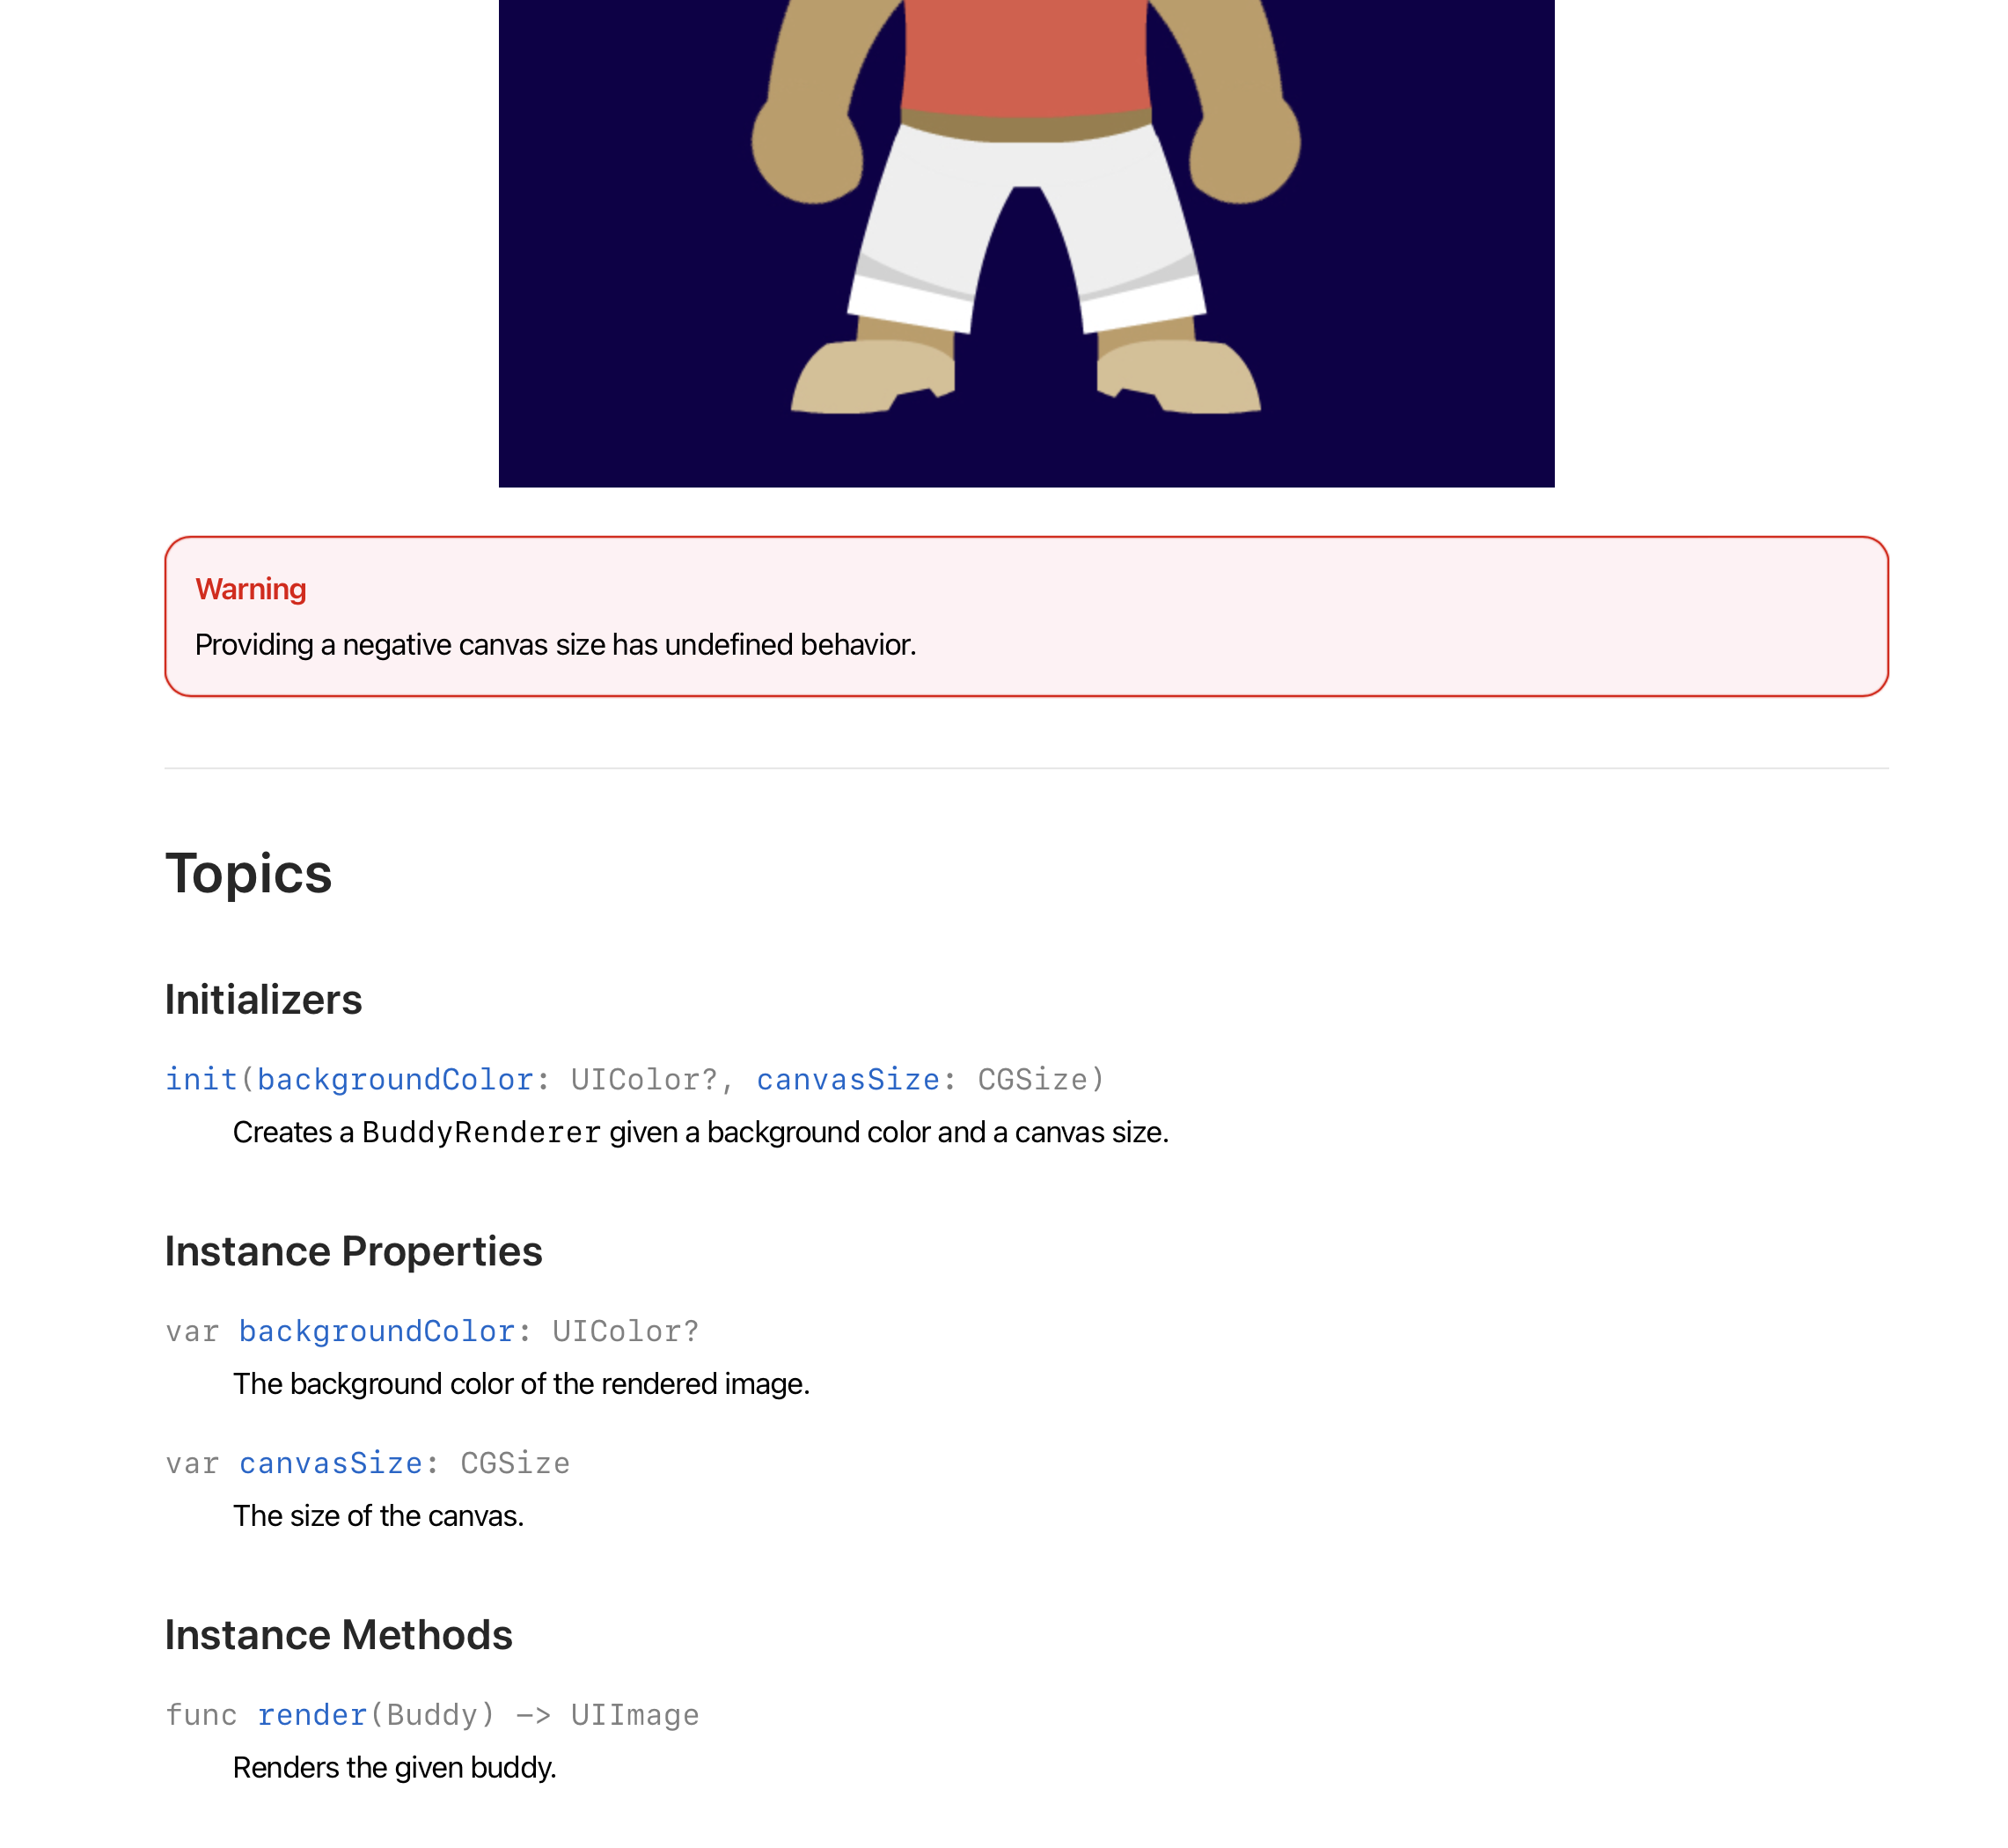 Warning
Providing a negative canvas size has undefined behavior.
Topics
Initializers
init(backgroundColor: UIColor?, canvasSize: CGSize)
Creates a BuddyRenderer given a background color and a canvas size.
Instance Properties
var backgroundColor: UIColor?
The background color of the rendered image.
var canvasSize: CGSize
The size of the canvas.
Instance Methods
func render(Buddy) -> UIImage
Renders the given buddy.